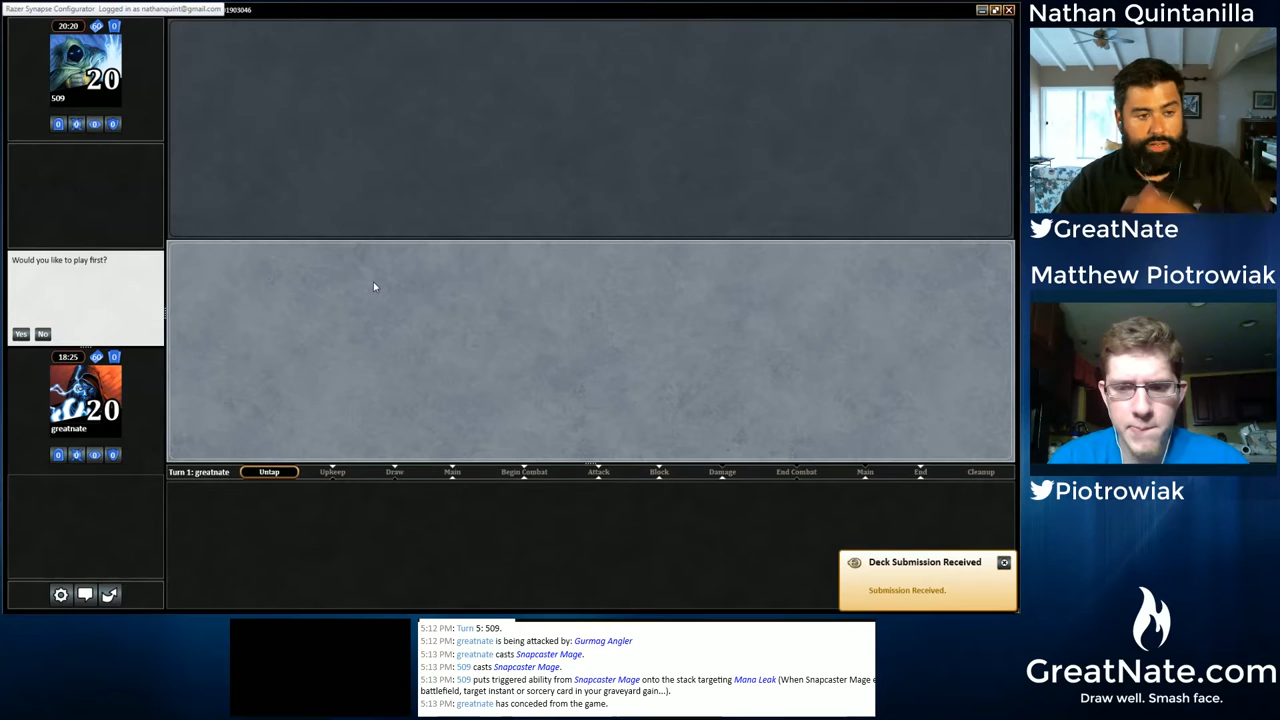 Razer Synapse Configurator Logged in as nathanquint@gmail.com
01903046
20:20 60 0
20
509
0 0 0 0
Would you like to play first?
Yes No
18:25 60 0
20
greatnate
0 0 0 0
Turn 1: greatnate Untap Upkeep Draw Main Begin Combat Attack Block Damage End Combat Main End Cleanup
Deck Submission Received
Submission Received.
5:12 PM: Turn 5: 509.
5:12 PM: greatnate is being attacked by: Gurmag Angler
5:13 PM: greatnate casts Snapcaster Mage.
5:13 PM: 509 casts Snapcaster Mage.
5:13 PM: 509 puts triggered ability from Snapcaster Mage onto the stack targeting Mana Leak (When Snapcaster Mage e
battlefield, target instant or sorcery card in your graveyard gain...).
5:13 PM: greatnate has conceded from the game.
Nathan Quintanilla
GreatNate
Matthew Piotrowiak
Piotrowiak
GreatNate.com
Draw well. Smash face.